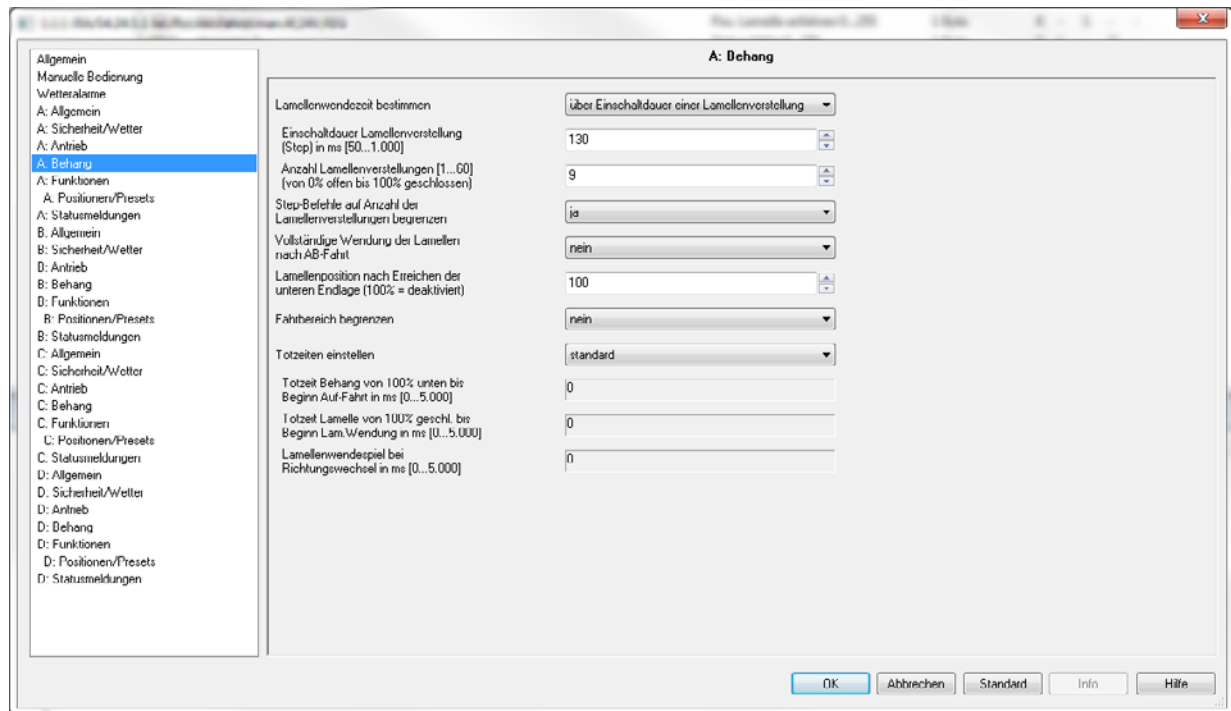 A: Behang
Allgemein
Manuelle Bedienung
Wetteralarme
A: Allgemein
A: Sicherheit/Wetter
A: Antrieb
A: Behang
A: Funktionen
A: Positionen/Presets
A: Statusmeldungen
B: Allgemein
B: Sicherheit/Wetter
B: Antrieb
B: Behang
B: Funktionen
B: Positionen/Presets
B: Statusmeldungen
C: Allgemein
C: Sicherheit/Wetter
C: Antrieb
C: Behang
C: Funktionen
C: Positionen/Presets
C: Statusmeldungen
D: Allgemein
D: Sicherheit/Wetter
D: Antrieb
D: Behang
D: Funktionen
D: Positionen/Presets
D: Statusmeldungen
Lamellenwendezeit bestimmen
über Einschaltdauer einer Lamellenverstellung
Einschaltdauer Lamellenverstellung
(Step) in ms [50...1.000]
130
Anzahl Lamellenverstellungen [1...60]
(von 0% offen bis 100% geschlossen)
9
Step-Befehle auf Anzahl der
Lamellenverstellungen begrenzen
ja
Vollständige Wendung der Lamellen
nach AB-Fahrt
nein
Lamellenposition nach Erreichen der
unteren Endlage (100% = deaktiviert)
100
Fahrbereich begrenzen
nein
Totzeiten einstellen
standard
Totzeit Behang von 100% unten bis
Beginn Auf-Fahrt in ms [0...5.000]
0
Totzeit Lamelle von 100% geschl. bis
Beginn Lam.Wendung in ms [0...5.000]
0
Lamellenwendespiel bei
Richtungswechsel in ms [0...5.000]
0
OK
Abbrechen
Standard
Info
Hilfe